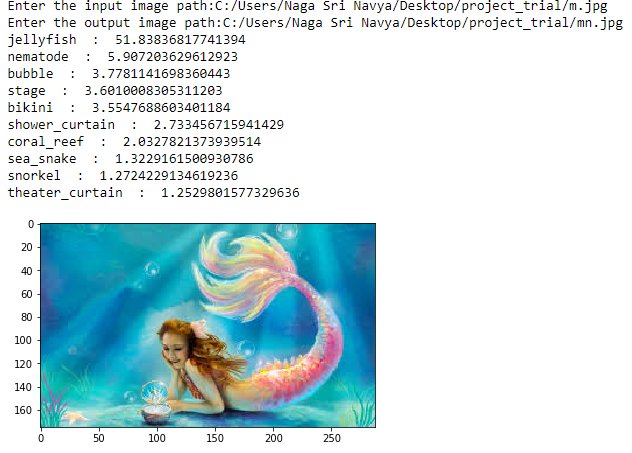 Enter the input image path:C:/Users/Naga Sri Navya/Desktop/project_trial/m.jpg
Enter the output image path:C:/Users/Naga Sri Navya/Desktop/project_trial/mn.jpg
jellyfish  :  51.83836817741394
nematode  :  5.907203629612923
bubble  :  3.7781141698360443
stage  :  3.6010008305311203
bikini  :  3.5547688603401184
shower_curtain  :  2.733456715941429
coral_reef  :  2.0327821373939514
sea_snake  :  1.3229161500930786
snorkel  :  1.2724229134619236
theater_curtain  :  1.2529801577329636
0
20
40
60
80
100
120
140
160
0 50 100 150 200 250